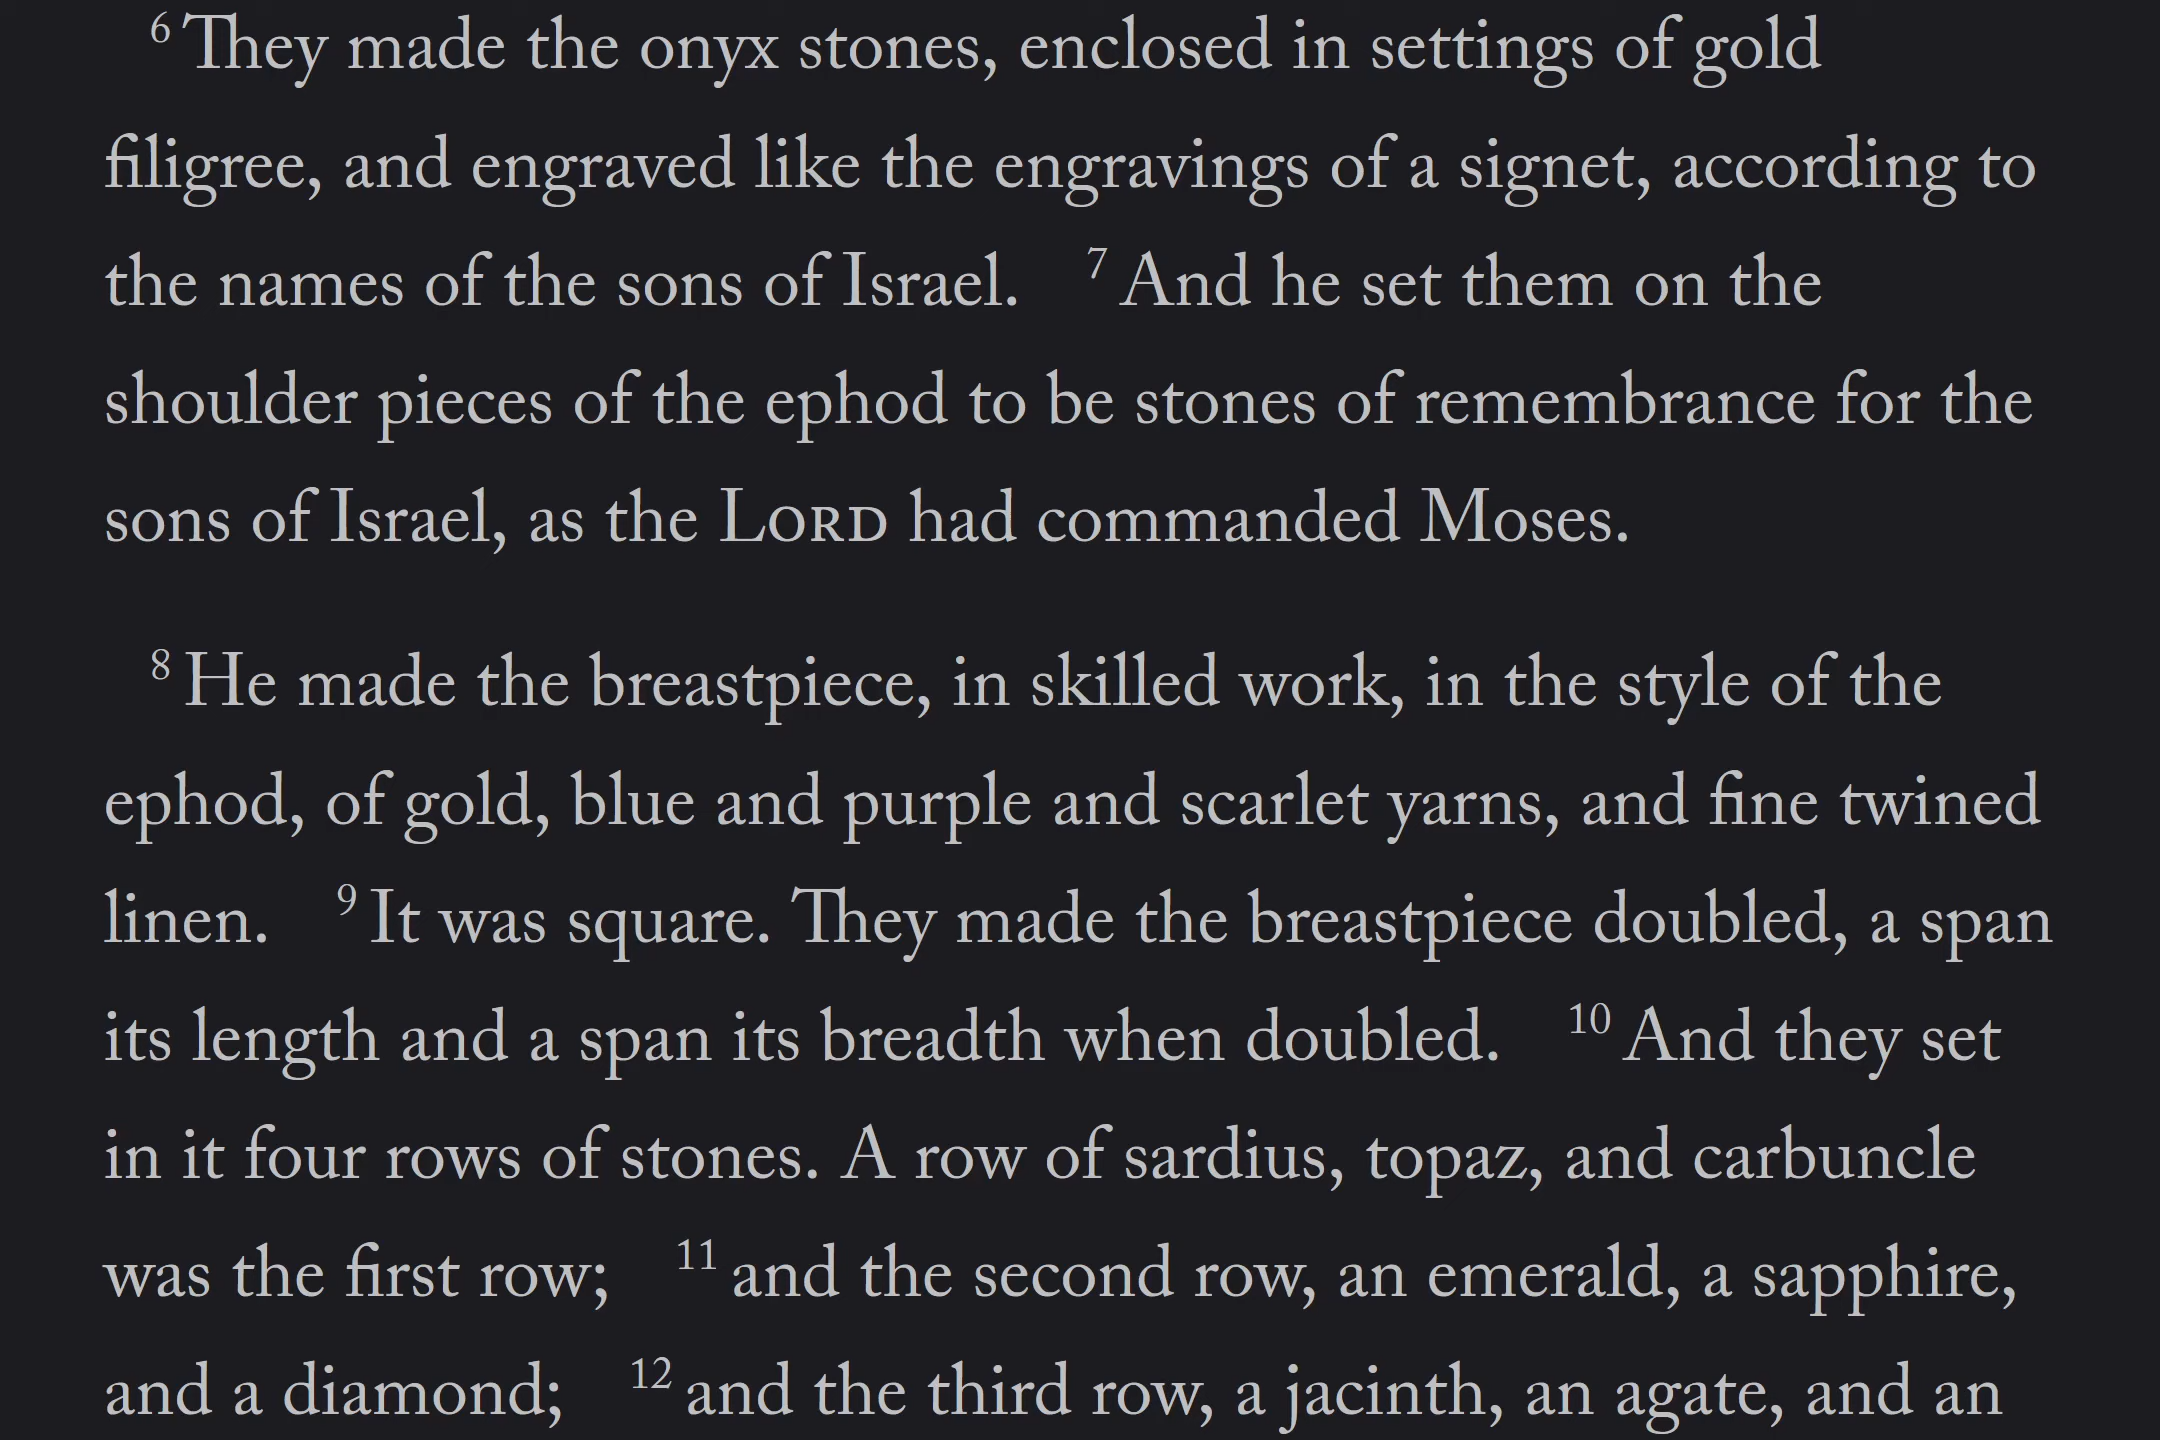 6 They made the onyx stones, enclosed in settings of gold
filigree, and engraved like the engravings of a signet, according to
the names of the sons of Israel. 7 And he set them on the
shoulder pieces of the ephod to be stones of remembrance for the
sons of Israel, as the LORD had commanded Moses.
8 He made the breastpiece, in skilled work, in the style of the
ephod, of gold, blue and purple and scarlet yarns, and fine twined
linen. 9 It was square. They made the breastpiece doubled, a span
its length and a span its breadth when doubled. 10 And they set
in it four rows of stones. A row of sardius, topaz, and carbuncle
was the first row; 11 and the second row, an emerald, a sapphire,
and a diamond; 12 and the third row, a jacinth, an agate, and an